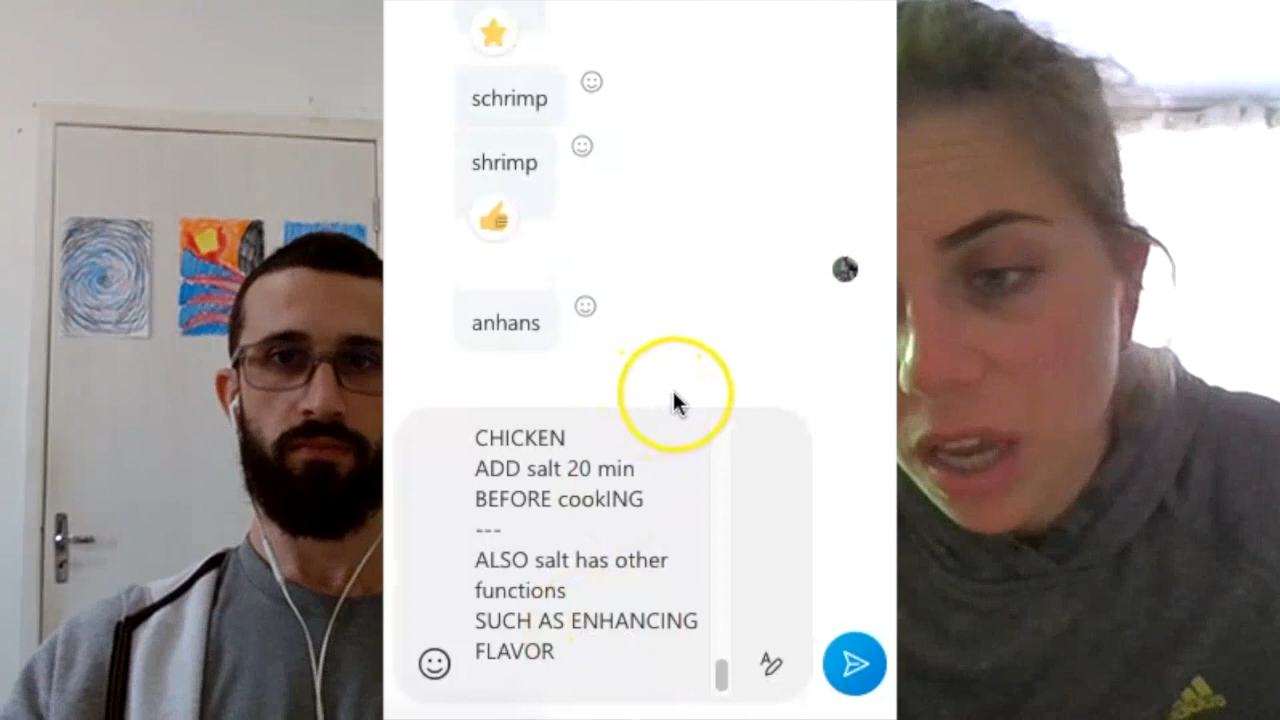 schrimp
shrimp
anhans
CHICKEN
ADD salt 20 min
BEFORE cookING
---
ALSO salt has other
functions
SUCH AS ENHANCING
FLAVOR